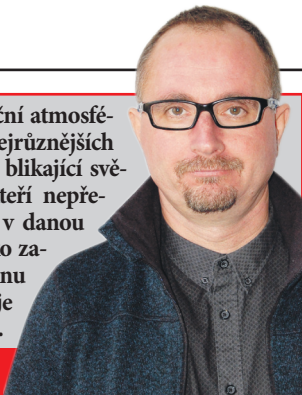 ční atmosfé-
ejrůznějších
blikající svě-
teří nepře-
v danou
o za-
nu
je
.